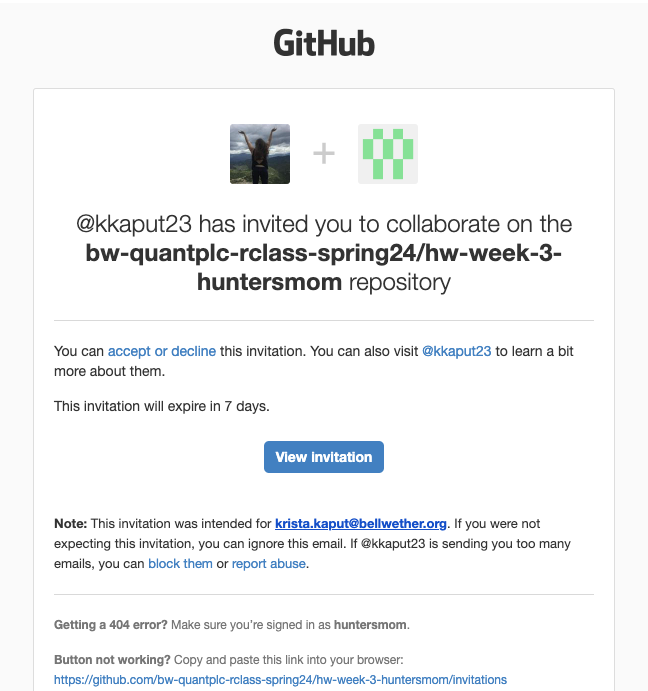 GitHub
@kkaput23 has invited you to collaborate on the
bw-quantplc-rclass-spring24/hw-week-3-
huntersmom repository
You can accept or decline this invitation. You can also visit @kkaput23 to learn a bit
more about them.
This invitation will expire in 7 days.
View invitation
Note: This invitation was intended for krista.kaput@bellwether.org. If you were not
expecting this invitation, you can ignore this email. If @kkaput23 is sending you too many
emails, you can block them or report abuse.
Getting a 404 error? Make sure you’re signed in as huntersmom.
Button not working? Copy and paste this link into your browser:
https://github.com/bw-quantplc-rclass-spring24/hw-week-3-huntersmom/invitations